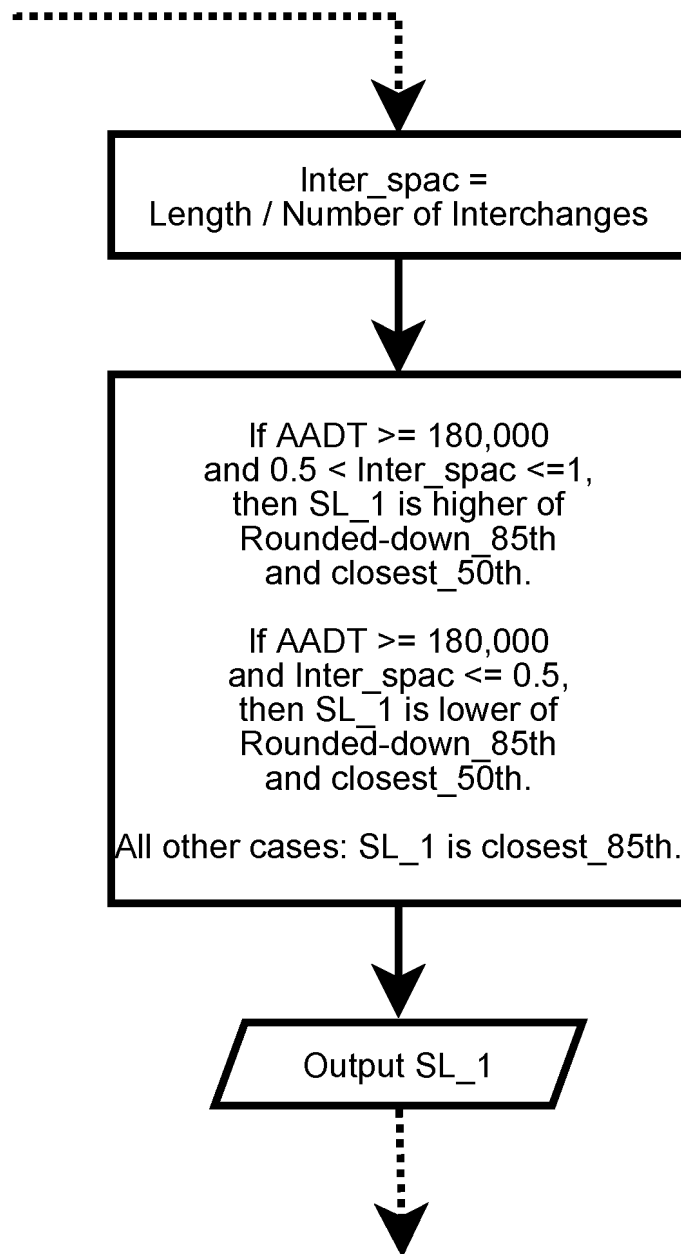 Inter_spac =
Length / Number of Interchanges
If AADT >= 180,000
and 0.5 < Inter_spac <=1,
then SL_1 is higher of
Rounded-down_85th
and closest_50th.
If AADT >= 180,000
and Inter_spac <= 0.5,
then SL_1 is lower of
Rounded-down_85th
and closest_50th.
All other cases: SL_1 is closest_85th.
Output SL_1